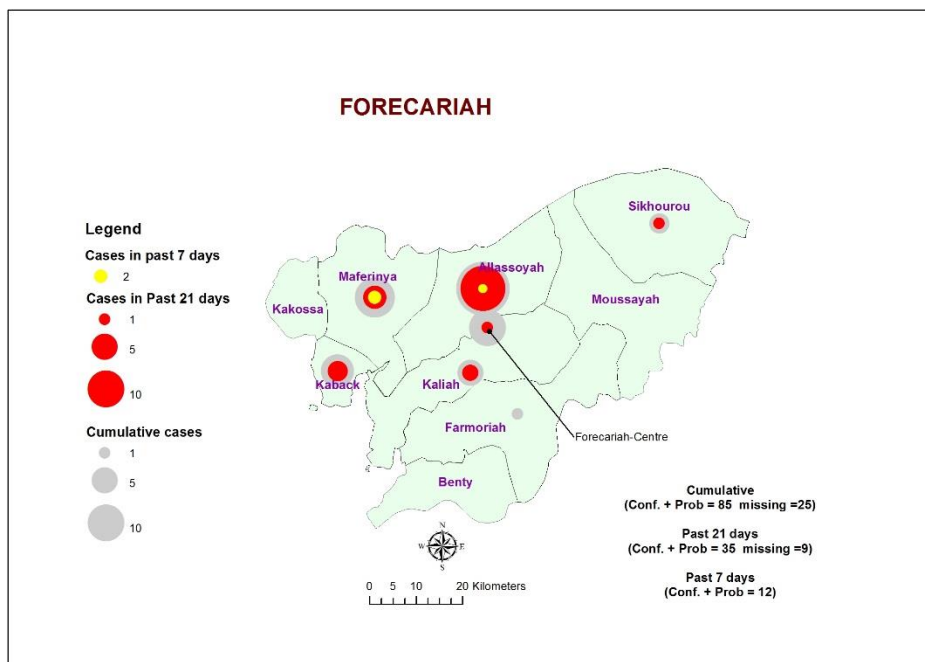 FORECARIAH
Legend
Cases in past 7 days
2
Cases in Past 21 days
1
5
10
Cumulative cases
1
5
10
Sikhourou
Allassoyah
Maferinya
Moussayah
Kakossa
Kaback
Kaliah
Farmoriah
Forecariah-Centre
Benty
Cumulative
(Conf. + Prob = 85 missing =25)
Past 21 days
(Conf. + Prob = 35 missing =9)
Past 7 days
(Conf. + Prob = 12)
N
W E
S
0 5 10 20 Kilometers